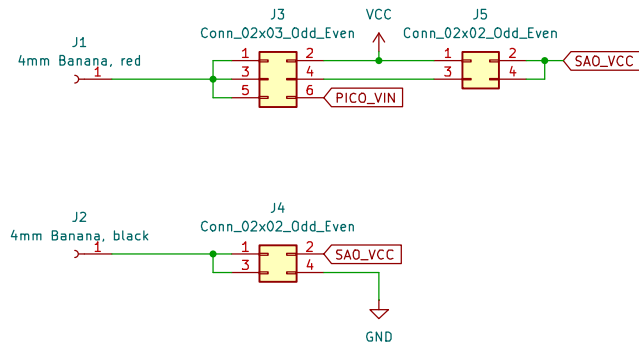 J3
VCC
J5
J1
Conn_02x03_Odd_Even
Conn_02x02_Odd_Even
4mm Banana, red
1
1 2
3 4
5 6
1 2
3 4
SAO_VCC
PICO_VIN
J2
J4
4mm Banana, black
Conn_02x02_Odd_Even
1
1 2
3 4
SAO_VCC
GND